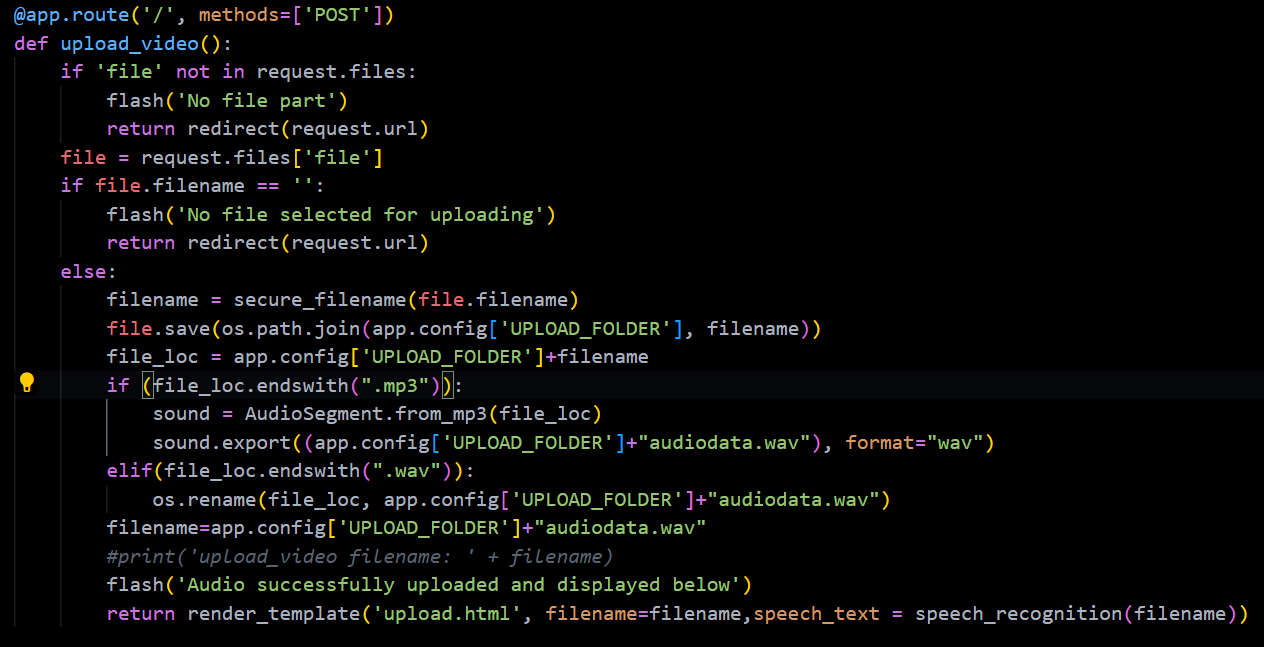 @app.route('/', methods=['POST'])
def upload_video():
    if 'file' not in request.files:
        flash('No file part')
        return redirect(request.url)
    file = request.files['file']
    if file.filename == '':
        flash('No file selected for uploading')
        return redirect(request.url)
    else:
        filename = secure_filename(file.filename)
        file.save(os.path.join(app.config['UPLOAD_FOLDER'], filename))
        file_loc = app.config['UPLOAD_FOLDER']+filename
        if (file_loc.endswith(".mp3")):
            sound = AudioSegment.from_mp3(file_loc)
            sound.export((app.config['UPLOAD_FOLDER']+"audiodata.wav"), format="wav")
        elif(file_loc.endswith(".wav")):
            os.rename(file_loc, app.config['UPLOAD_FOLDER']+"audiodata.wav")
        filename=app.config['UPLOAD_FOLDER']+"audiodata.wav"
        #print('upload_video filename: ' + filename)
        flash('Audio successfully uploaded and displayed below')
        return render_template('upload.html', filename=filename,speech_text = speech_recognition(filename))